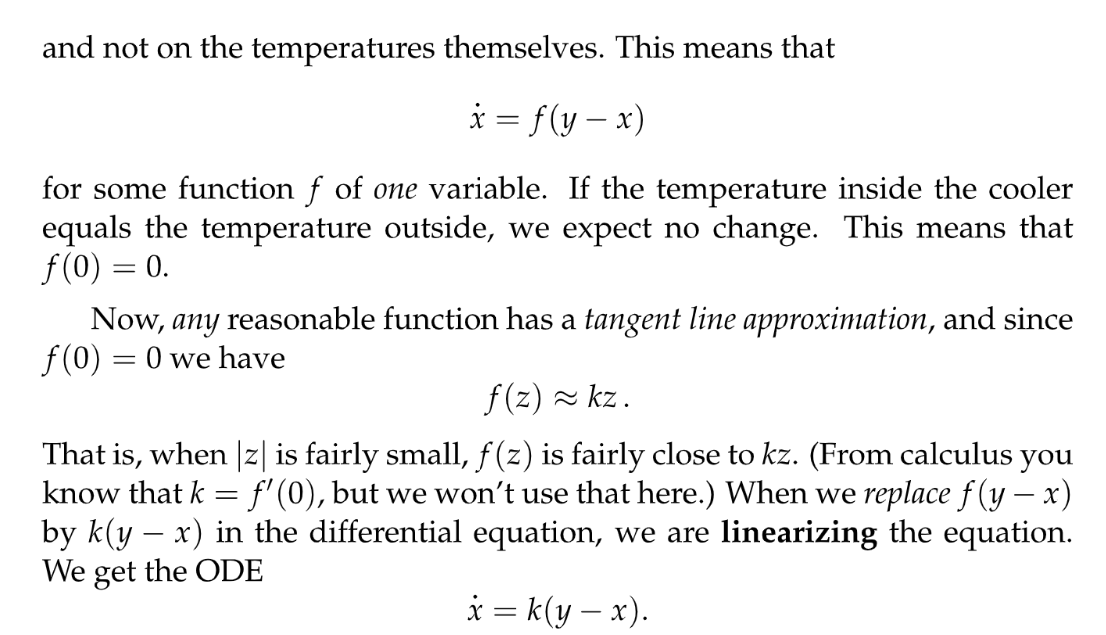 and not on the temperatures themselves. This means that
ẋ = f(y − x)
for some function f of one variable. If the temperature inside the cooler
equals the temperature outside, we expect no change. This means that
f(0) = 0.
Now, any reasonable function has a tangent line approximation, and since
f(0) = 0 we have
f(z) ≈ kz.
That is, when |z| is fairly small, f(z) is fairly close to kz. (From calculus you
know that k = f′(0), but we won’t use that here.) When we replace f(y − x)
by k(y − x) in the differential equation, we are linearizing the equation.
We get the ODE
ẋ = k(y − x).